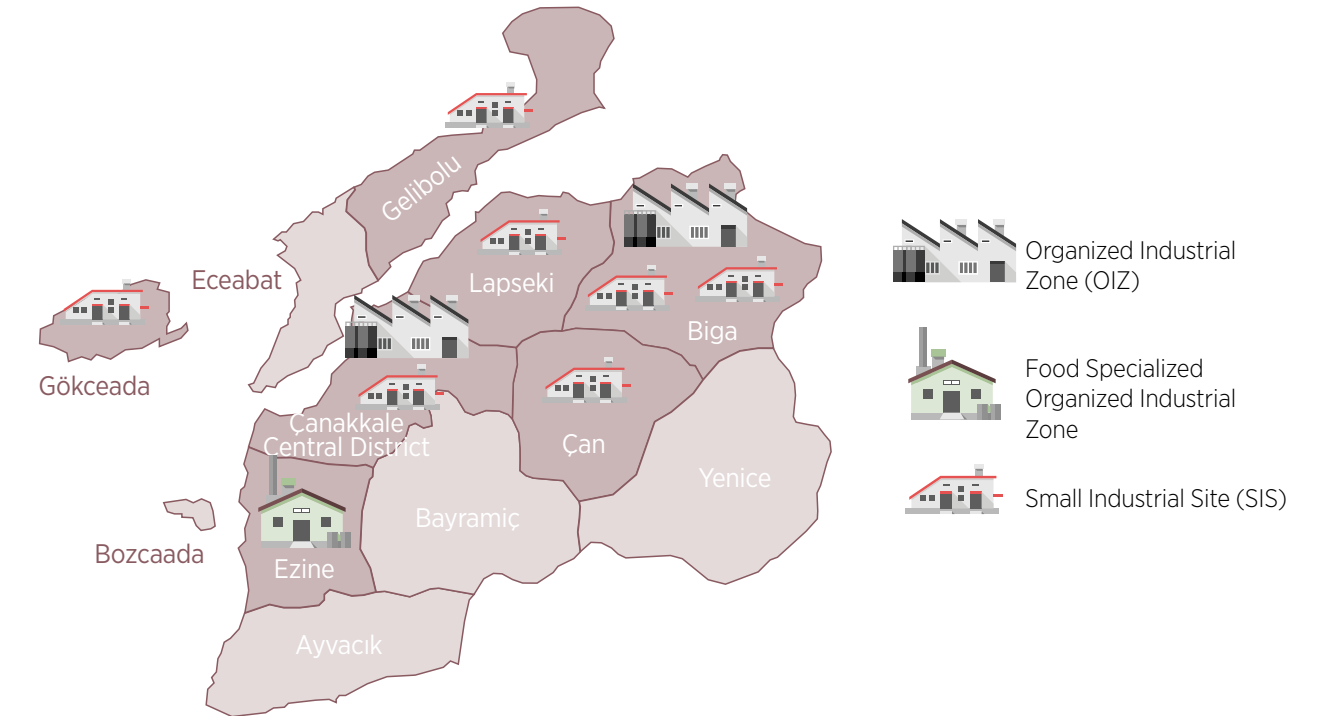 Gelibolu
Eceabat
Lapseki
Biga
Gökceada
Çanakkale
Central District
Çan
Yenice
Bayramiç
Bozcaada
Ezine
Ayvacık
Organized Industrial
Zone (OIZ)
Food Specialized
Organized Industrial
Zone
Small Industrial Site (SIS)